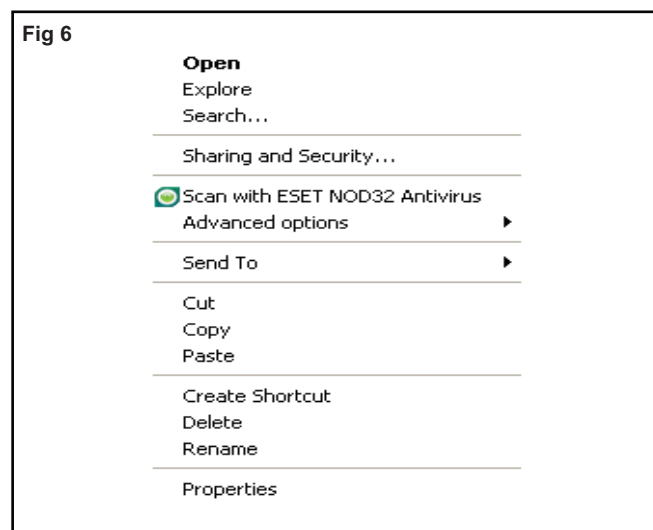 Fig 6
Open
Explore
Search...
Sharing and Security...
Scan with ESET NOD32 Antivirus
Advanced options
Send To
Cut
Copy
Paste
Create Shortcut
Delete
Rename
Properties